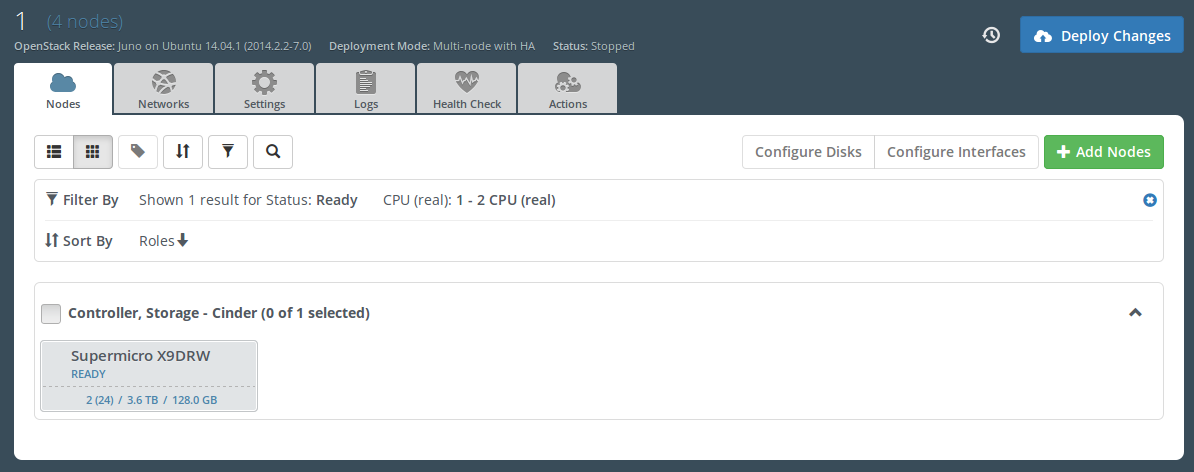 1 (4 nodes)
OpenStack Release: Juno on Ubuntu 14.04.1 (2014.2.2-7.0) Deployment Mode: Multi-node with HA Status: Stopped
Deploy Changes
Nodes Networks Settings Logs Health Check Actions
Configure Disks Configure Interfaces Add Nodes
Filter By Shown 1 result for Status: Ready CPU (real): 1 - 2 CPU (real)
Sort By Roles
Controller, Storage - Cinder (0 of 1 selected)
Supermicro X9DRW
READY
2 (24) / 3.6 TB / 128.0 GB